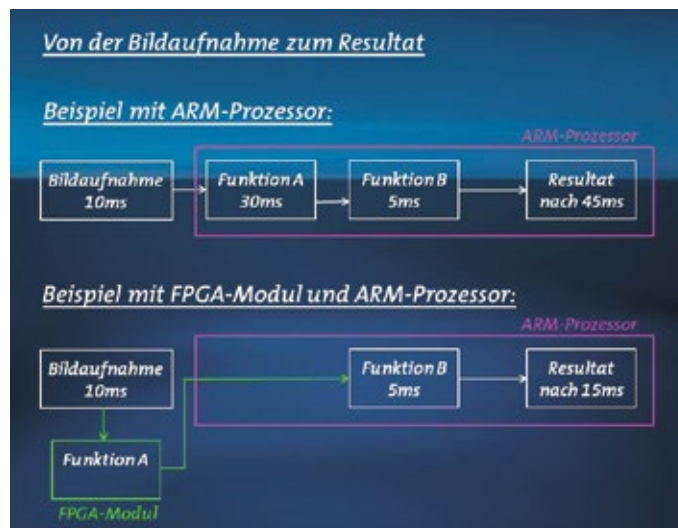 Von der Bildaufnahme zum Resultat
Beispiel mit ARM-Prozessor:
ARM-Prozessor
Bildaufnahme
10ms
Funktion A
30ms
Funktion B
5ms
Resultat
nach 45ms
Beispiel mit FPGA-Modul und ARM-Prozessor:
ARM-Prozessor
Bildaufnahme
10ms
Funktion B
5ms
Resultat
nach 15ms
Funktion A
FPGA-Modul